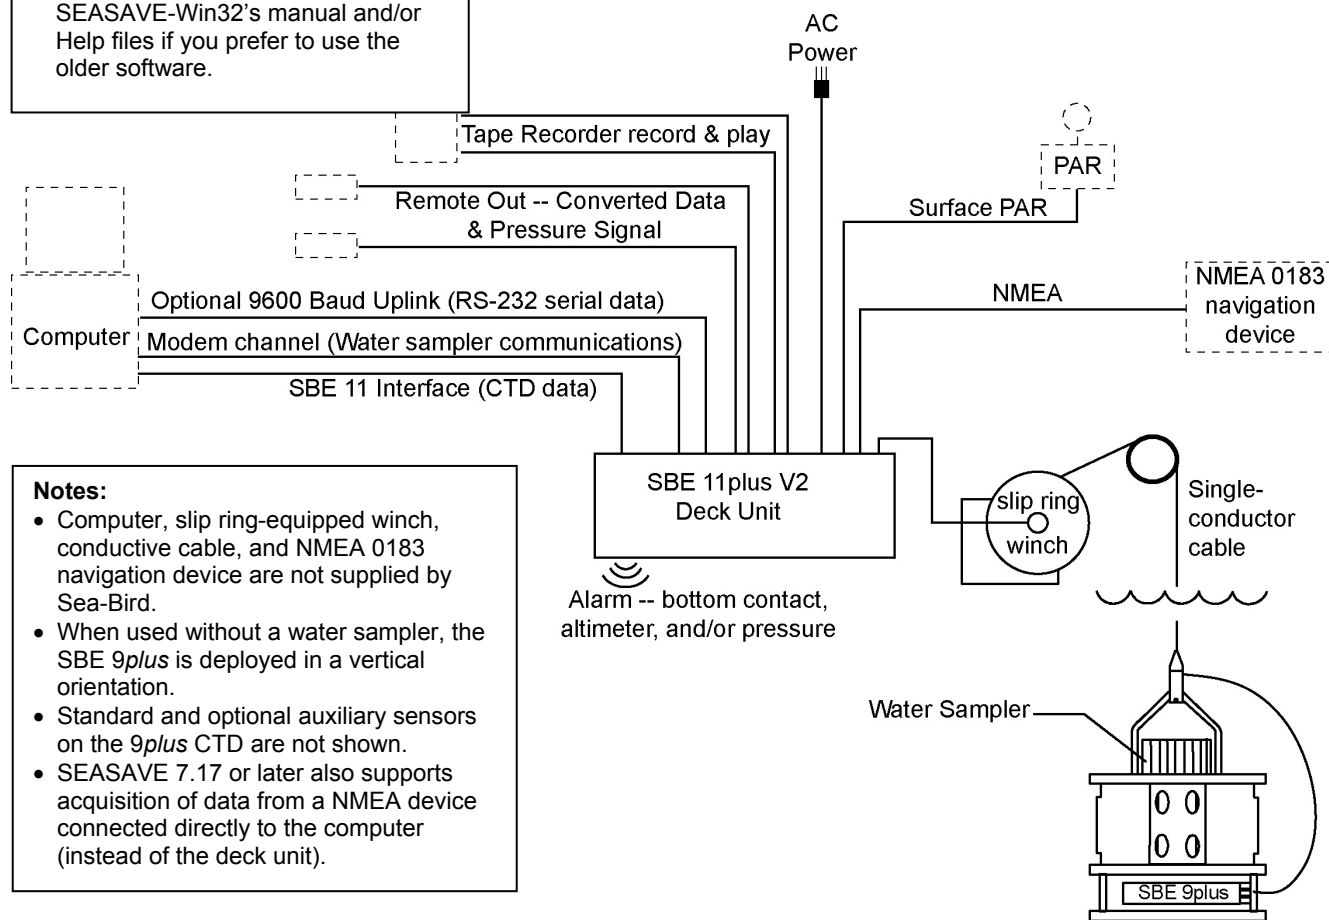 SEASAVE-Win32's manual and/or
Help files if you prefer to use the
older software.
AC
Power
Tape Recorder record & play
PAR
Remote Out -- Converted Data
& Pressure Signal
Surface PAR
NMEA 0183
navigation
device
NMEA
Optional 9600 Baud Uplink (RS-232 serial data)
Computer
Modem channel (Water sampler communications)
SBE 11 Interface (CTD data)
SBE 11plus V2
Deck Unit
slip ring
winch
Single-
conductor
cable
Alarm -- bottom contact,
altimeter, and/or pressure
Notes:
• Computer, slip ring-equipped winch,
conductive cable, and NMEA 0183
navigation device are not supplied by
Sea-Bird.
• When used without a water sampler, the
SBE 9plus is deployed in a vertical
orientation.
• Standard and optional auxiliary sensors
on the 9plus CTD are not shown.
• SEASAVE 7.17 or later also supports
acquisition of data from a NMEA device
connected directly to the computer
(instead of the deck unit).
Water Sampler
SBE 9plus